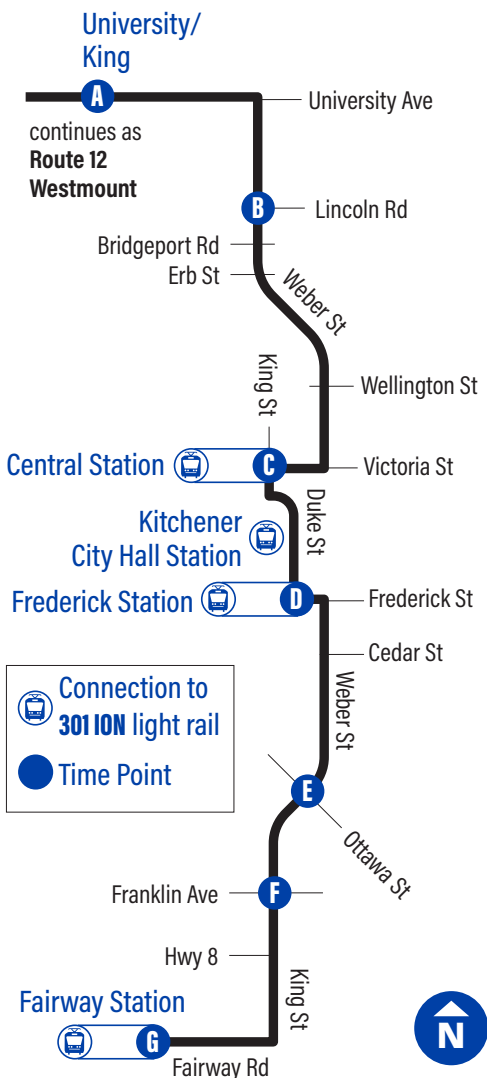 University/
King
A
University Ave
continues as
Route 12
Westmount
B
Lincoln Rd
Bridgeport Rd
Erb St
Weber St
King St
Wellington St
Central Station
C
Victoria St
Duke St
Kitchener
City Hall Station
Frederick Station
D
Frederick St
Cedar St
Weber St
Connection to
301 ION light rail
Time Point
E
Ottawa St
Franklin Ave
F
Hwy 8
King St
Fairway Station
G
Fairway Rd
N